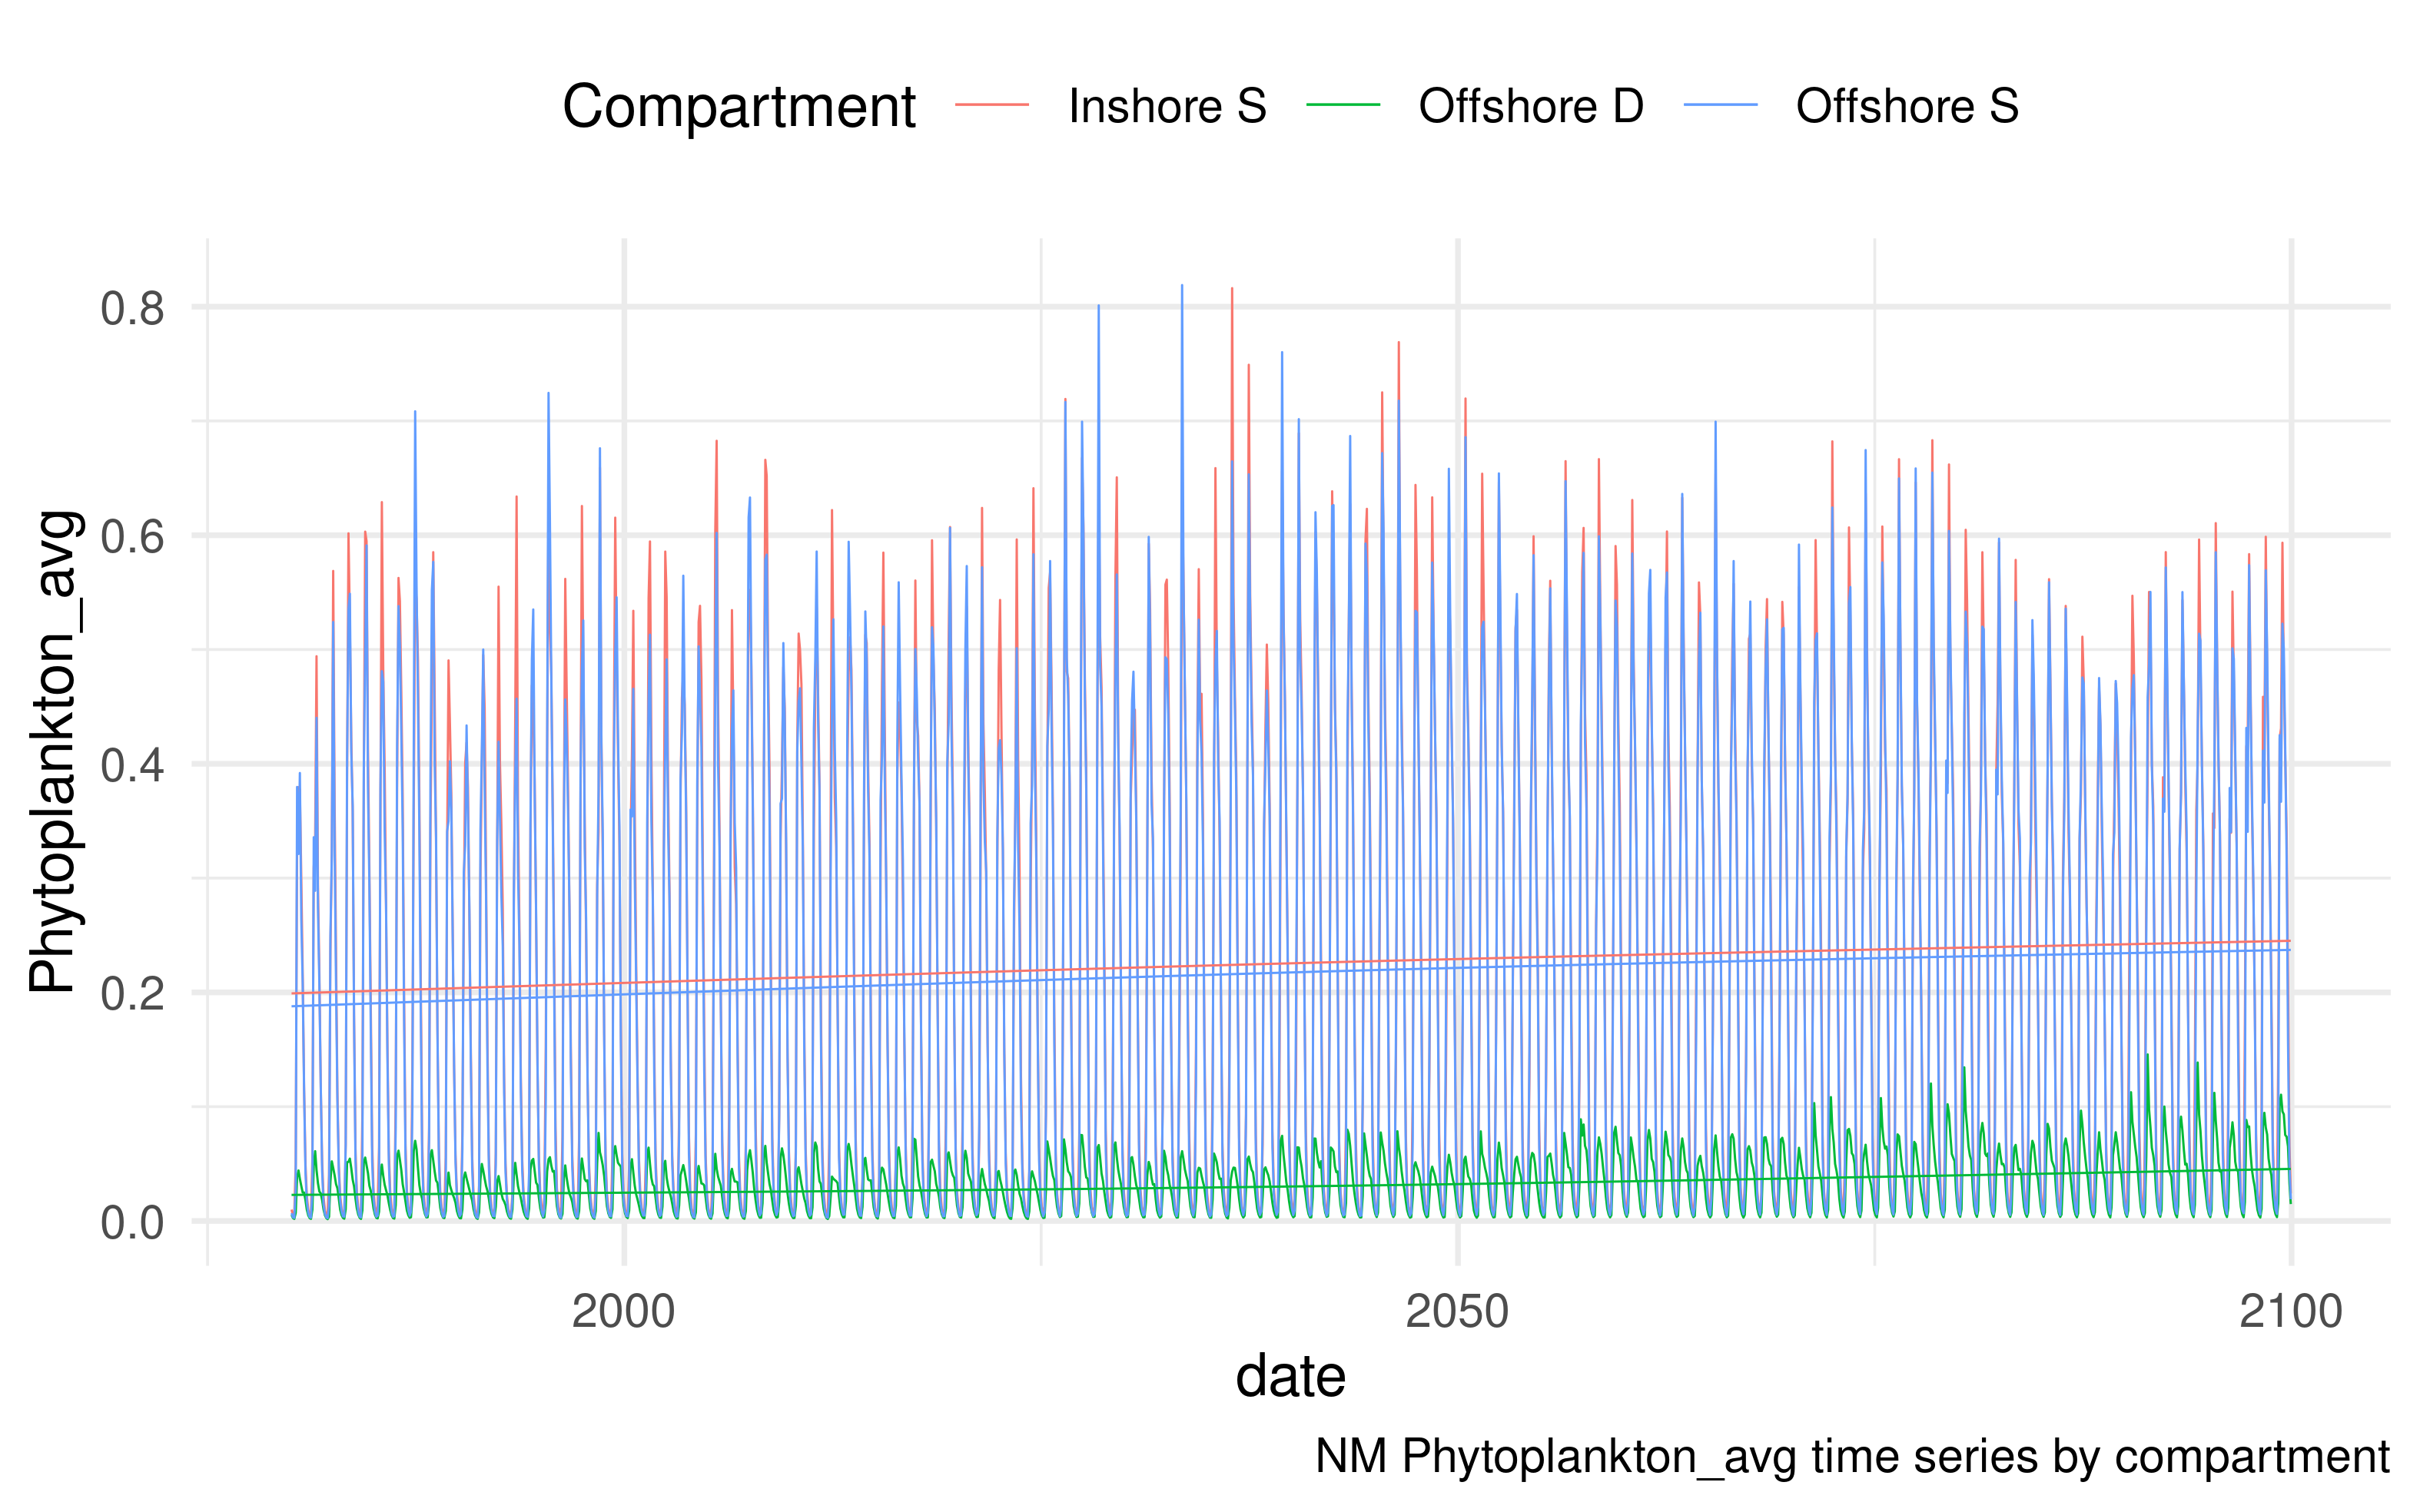 Compartment Inshore S Offshore D Offshore S
Phytoplankton_avg
0.8
0.6
0.4
0.2
0.0
2000 2050 2100
date
NM Phytoplankton_avg time series by compartment